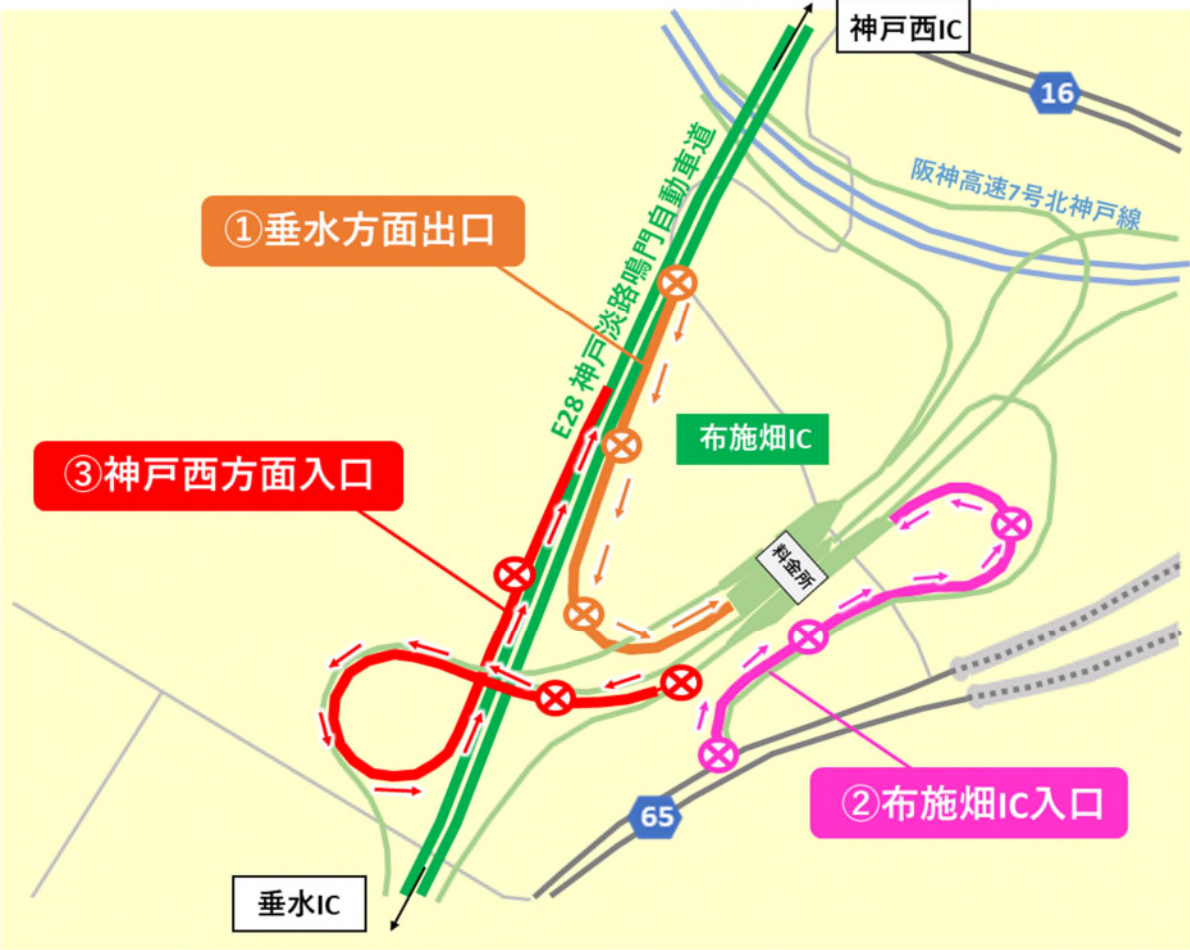 神戸西IC
16
阪神高速7号北神戸線
E28 神戸淡路鳴門自動車道
①垂水方面出口
布施畑IC
③神戸西方面入口
料金所
②布施畑IC入口
65
垂水IC